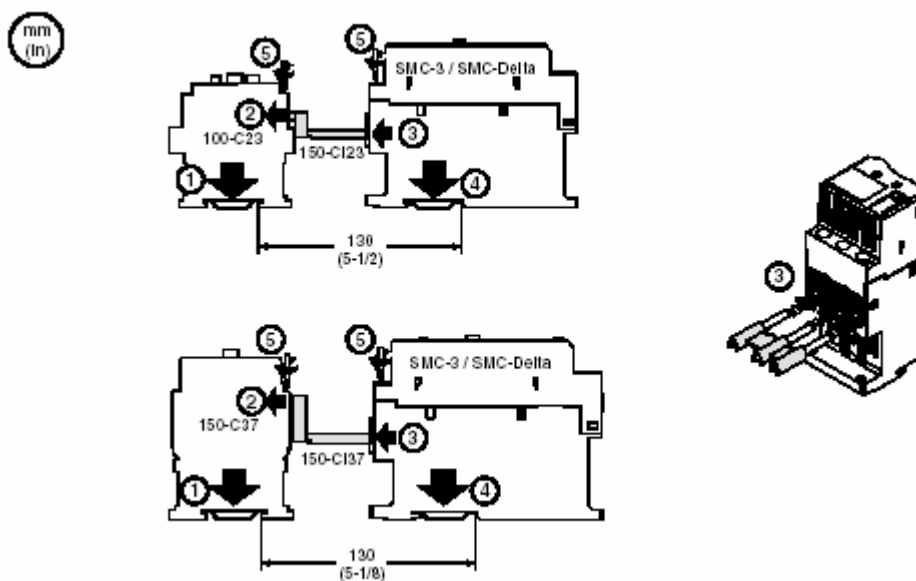 mm
(In)
5
5
SMC-3 / SMC-Delta
2
100-C23
3
150-CI23
1
4
130
(5-1/2)
3
5
5
SMC-3 / SMC-Delta
2
150-C37
3
150-CI37
1
4
130
(5-1/8)